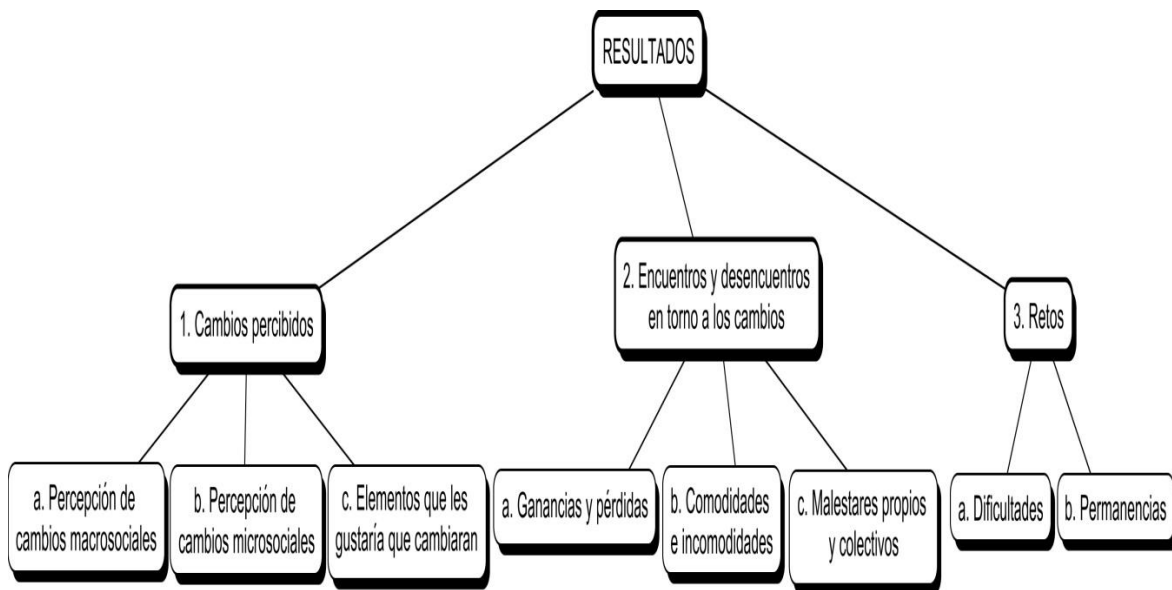 RESULTADOS
1. Cambios percibidos
2. Encuentros y desencuentros
en torno a los cambios
3. Retos
a. Percepción de
cambios macrosociales
b. Percepción de
cambios microsociales
c. Elementos que les
gustaría que cambiaran
a. Ganancias y pérdidas
b. Comodidades
e incomodidades
c. Malestares propios
y colectivos
a. Dificultades
b. Permanencias